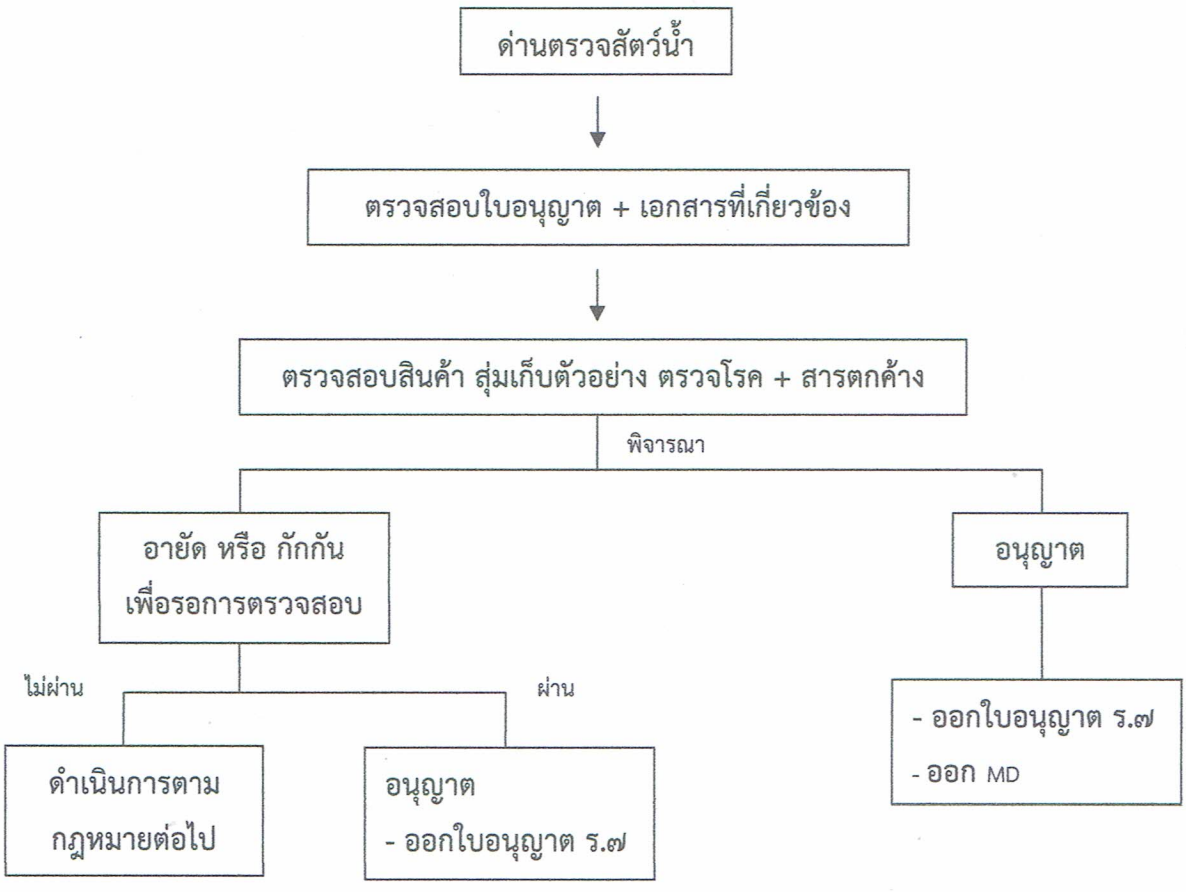 ด่านตรวจสัตว์น้ำ
ตรวจสอบใบอนุญาต + เอกสารที่เกี่ยวข้อง
ตรวจสอบสินค้า สุ่มเก็บตัวอย่าง ตรวจโรค + สารตกค้าง
พิจารณา
อายัด หรือ กักกัน
เพื่อรอการตรวจสอบ
อนุญาต
ไม่ผ่าน
ผ่าน
ดำเนินการตาม
กฎหมายต่อไป
อนุญาต
- ออกใบอนุญาต ร.๗
- ออกใบอนุญาต ร.๗
- ออก MD